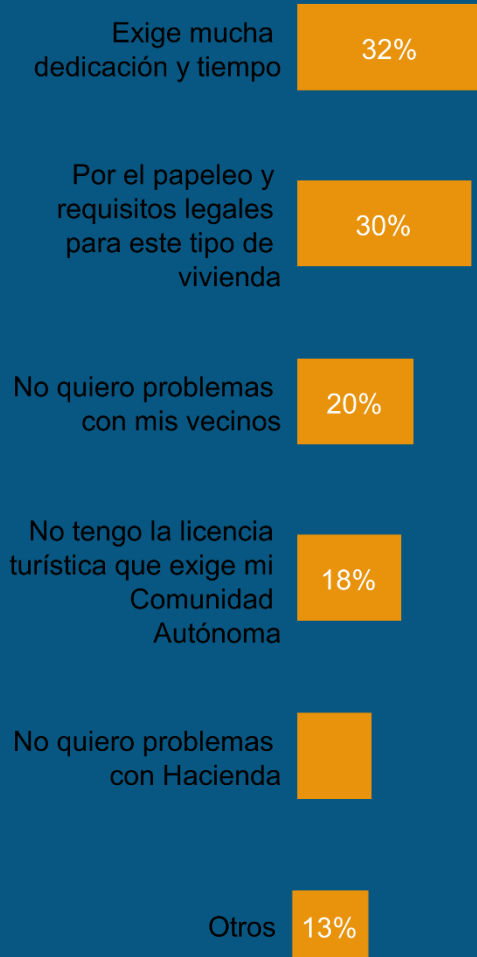 Exige mucha
dedicación y tiempo
32%
Por el papeleo y
requisitos legales
para este tipo de
vivienda
30%
No quiero problemas
con mis vecinos
20%
No tengo la licencia
turística que exige mi
Comunidad
Autónoma
18%
No quiero problemas
con Hacienda
Otros
13%